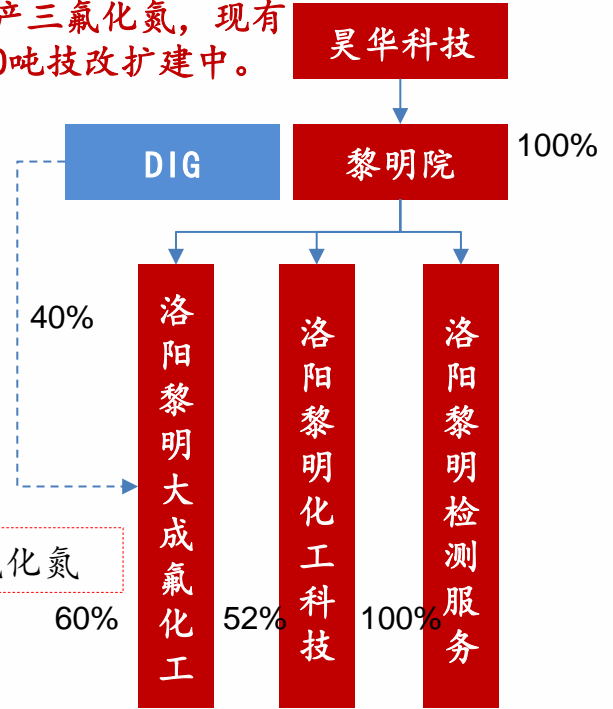 产三氟化氮，现有
0吨技改扩建中。
昊华科技
DIG
黎明院
100%
40%
洛阳黎明大成氟化工
洛阳黎明化工科技
洛阳黎明检测服务
化氮
60%
52%
100%